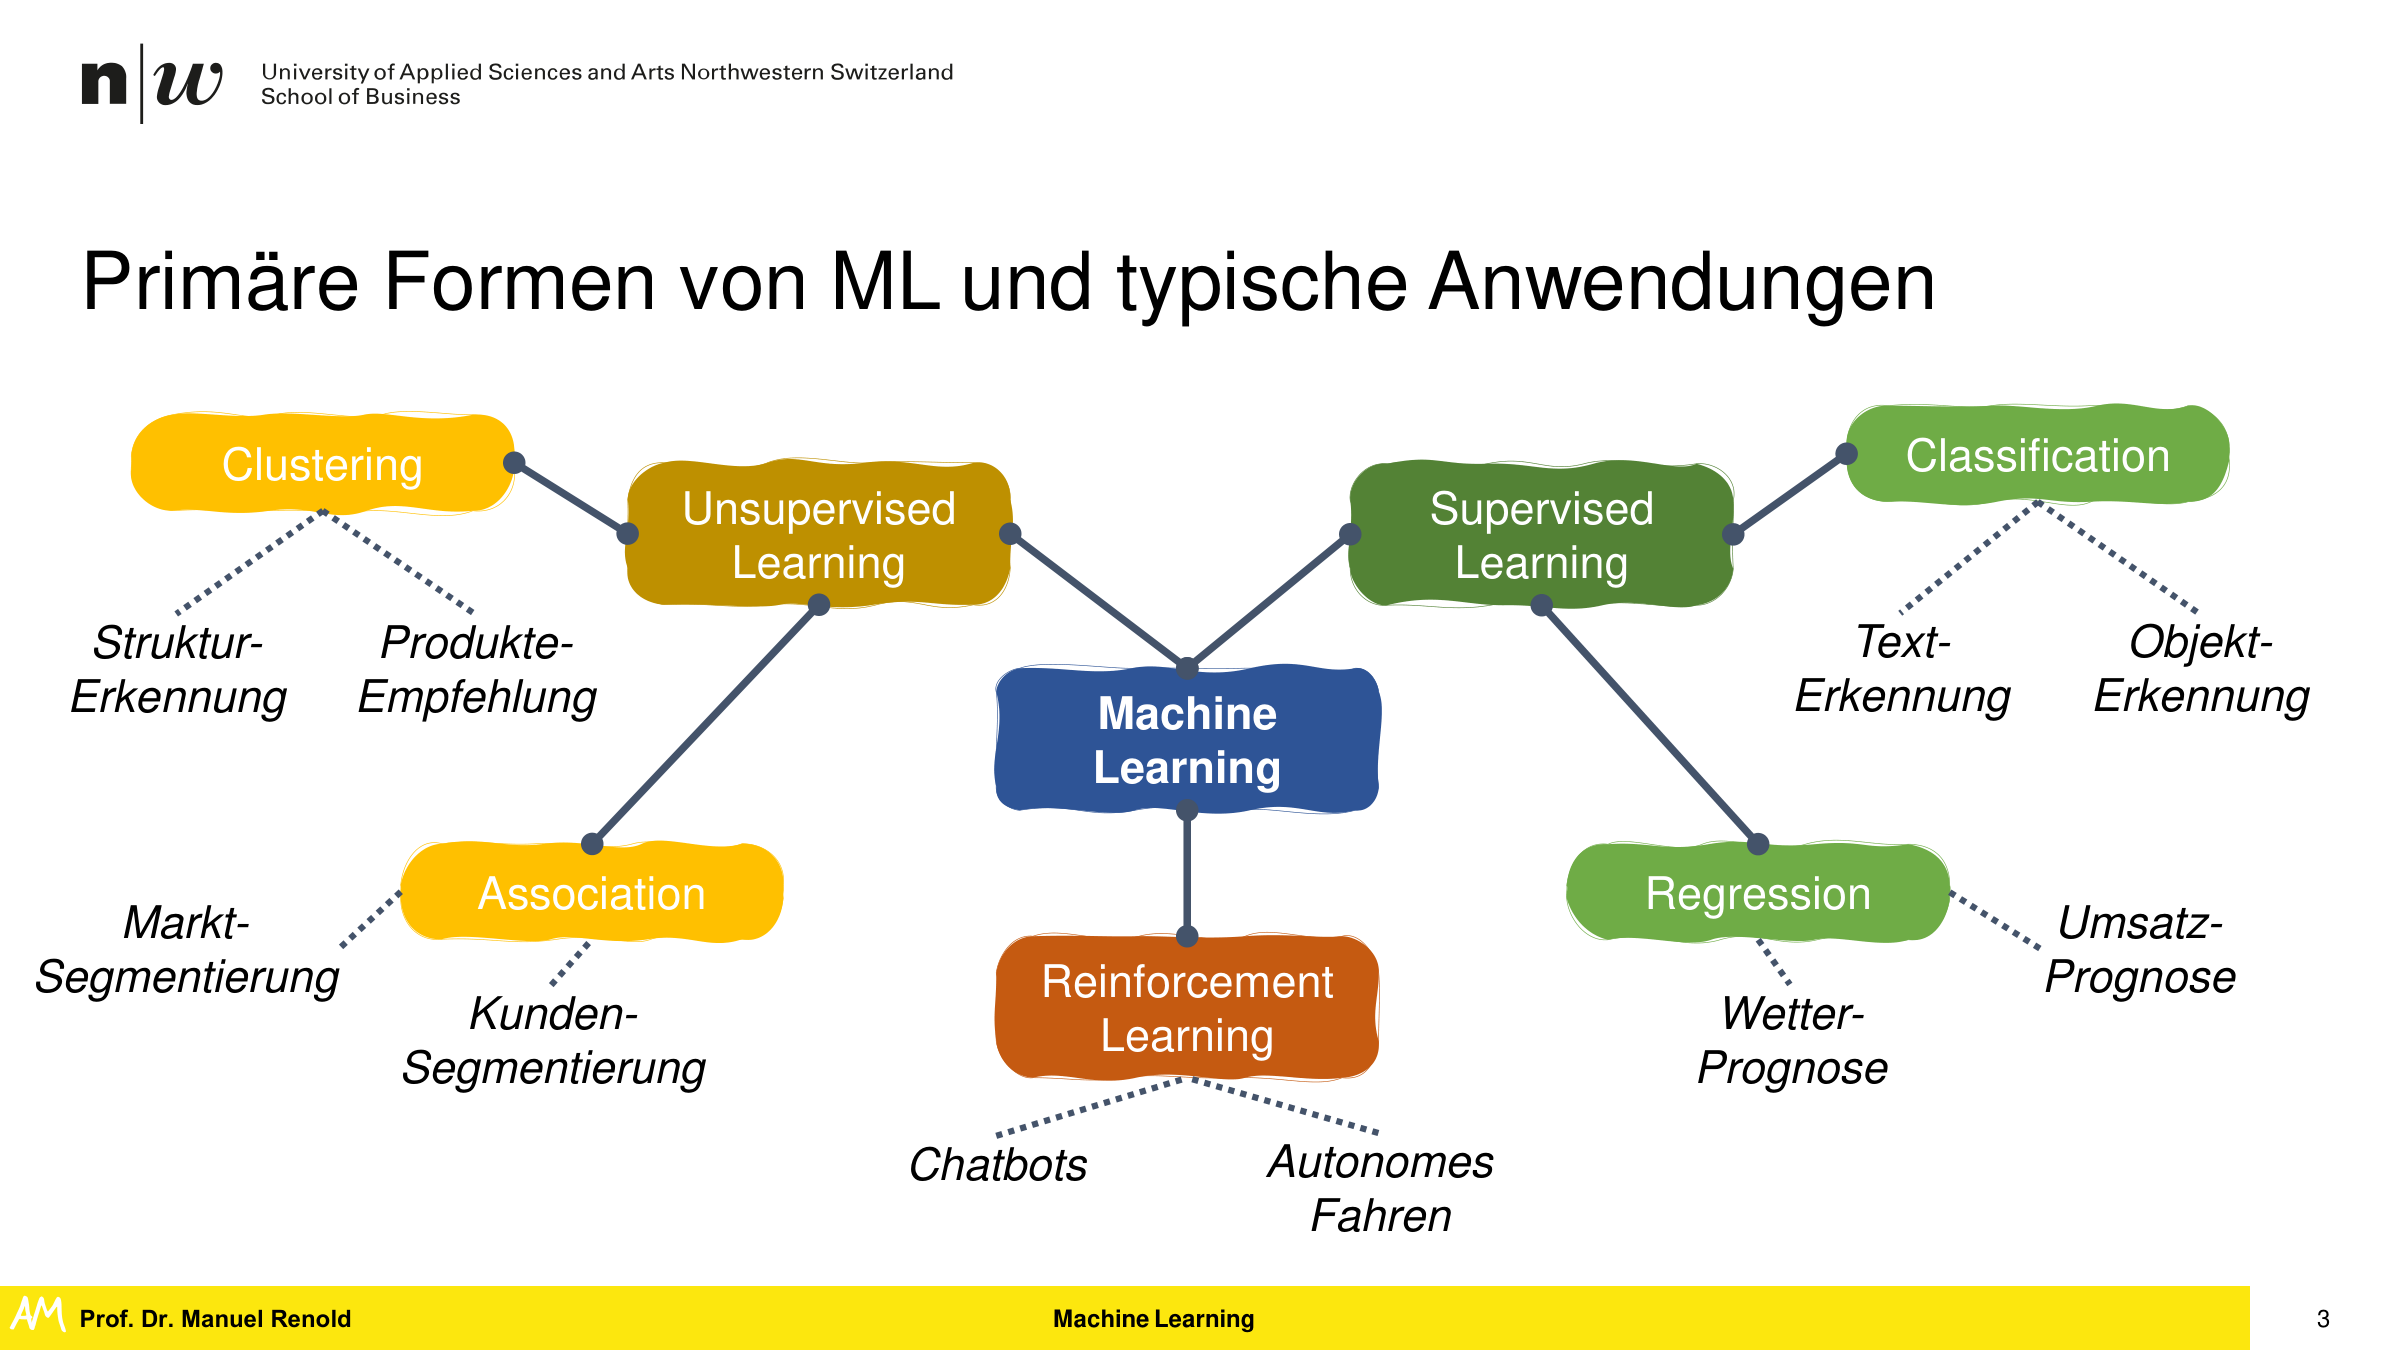 n|w
University of Applied Sciences and Arts Northwestern Switzerland
School of Business
Primäre Formen von ML und typische Anwendungen
Clustering
Struktur-
Erkennung
Produkte-
Empfehlung
Unsupervised
Learning
Supervised
Learning
Classification
Text-
Erkennung
Objekt-
Erkennung
Machine
Learning
Association
Markt-
Segmentierung
Kunden-
Segmentierung
Reinforcement
Learning
Chatbots
Autonomes
Fahren
Regression
Umsatz-
Prognose
Wetter-
Prognose
AM
Prof. Dr. Manuel Renold
Machine Learning
3